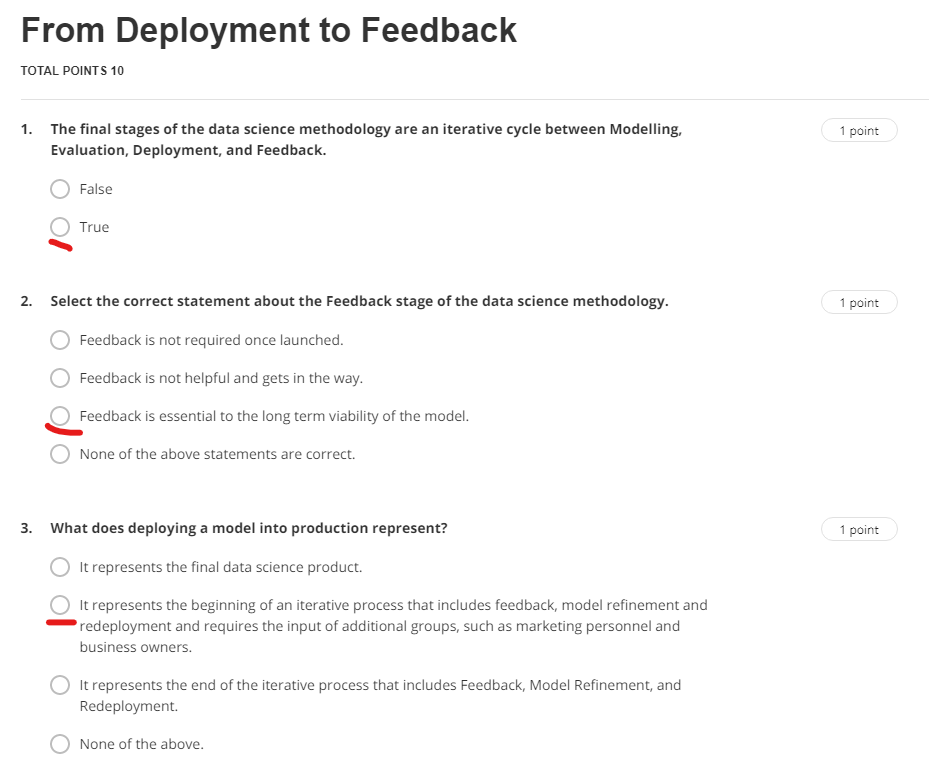 From Deployment to Feedback
TOTAL POINTS 10
1. The final stages of the data science methodology are an iterative cycle between Modelling, 1 point
Evaluation, Deployment, and Feedback.
False
True
2. Select the correct statement about the Feedback stage of the data science methodology. 1 point
Feedback is not required once launched.
Feedback is not helpful and gets in the way.
Feedback is essential to the long term viability of the model.
None of the above statements are correct.
3. What does deploying a model into production represent? 1 point
It represents the final data science product.
It represents the beginning of an iterative process that includes feedback, model refinement and
redeployment and requires the input of additional groups, such as marketing personnel and
business owners.
It represents the end of the iterative process that includes Feedback, Model Refinement, and
Redeployment.
None of the above.